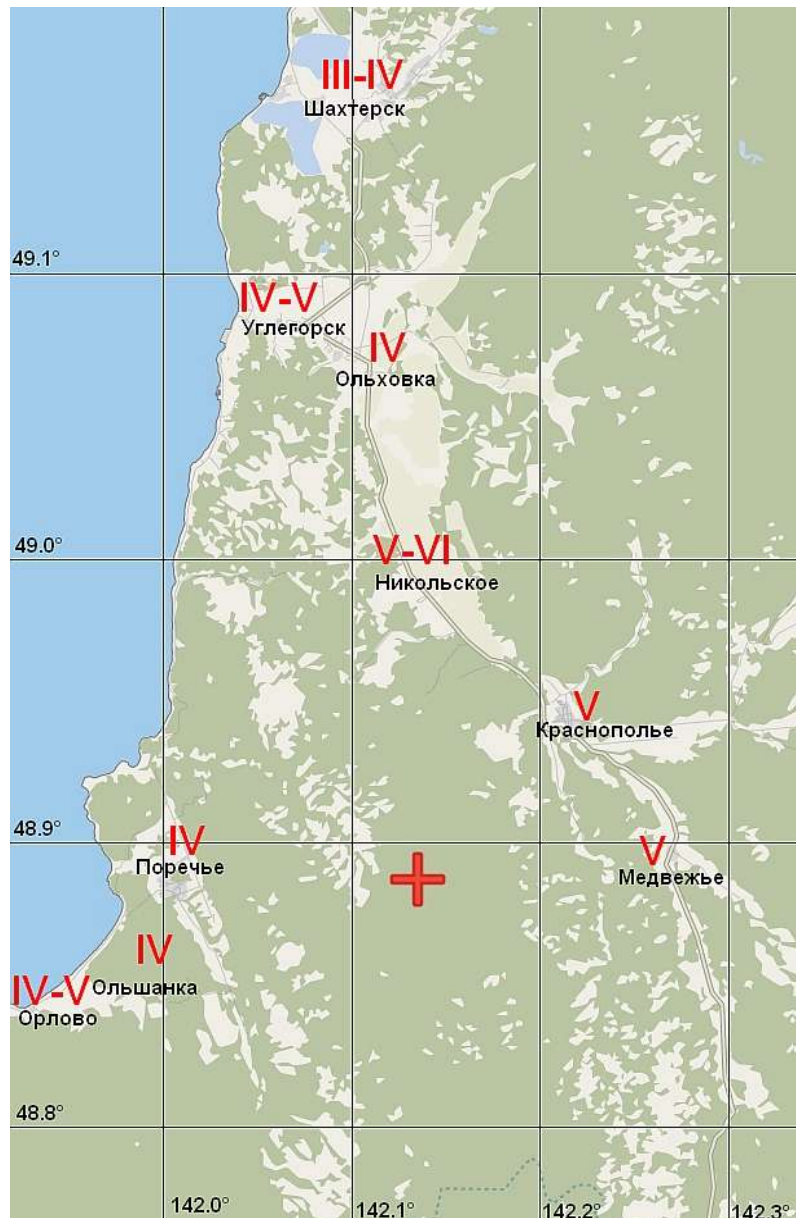 III-IV
Шахтерск
49.1°
IV-V
Углегорск
IV
Ольховка
49.0°
V-VI
Никольское
V
Краснополье
48.9°
IV
Поречье
V
Медвежье
IV
Ольшанка
IV-V
Орлово
48.8°
142.0°
142.1°
142.2°
142.3°